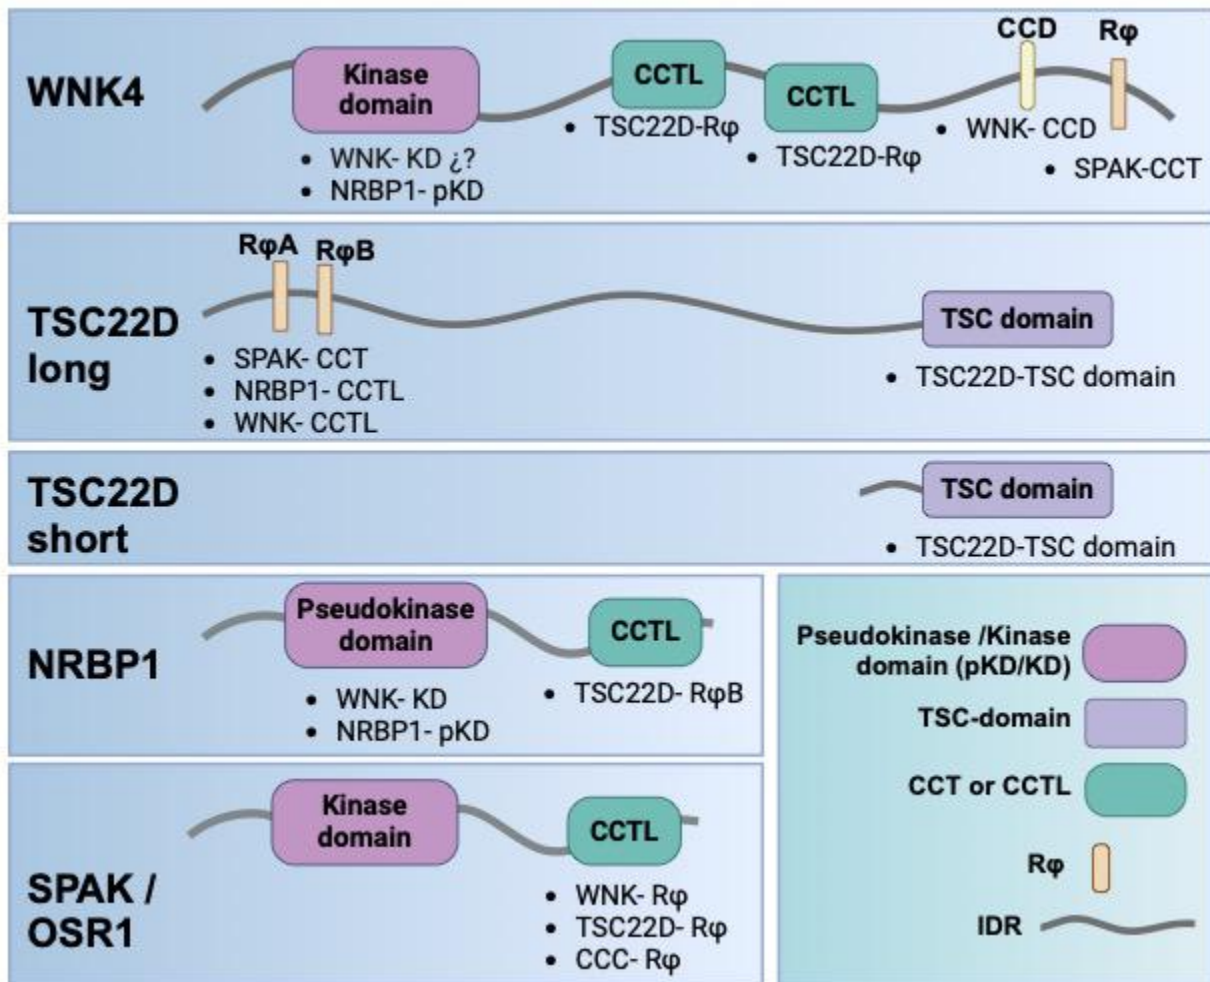 WNK4
Kinase
domain
• WNK- KD ¿?
• NRBP1- pKD
CCTL
• TSC22D-Rφ
CCTL
• TSC22D-Rφ
CCD
• WNK- CCD
Rφ
• SPAK-CCT
TSC22D
long
RφA
RφB
• SPAK- CCT
• NRBP1- CCTL
• WNK- CCTL
TSC domain
• TSC22D-TSC domain
TSC22D
short
TSC domain
• TSC22D-TSC domain
NRBP1
Pseudokinase
domain
• WNK- KD
• NRBP1- pKD
CCTL
• TSC22D- RφB
SPAK /
OSR1
Kinase
domain
CCTL
• WNK- Rφ
• TSC22D- Rφ
• CCC- Rφ
Pseudokinase /Kinase
domain (pKD/KD)
TSC-domain
CCT or CCTL
Rφ
IDR